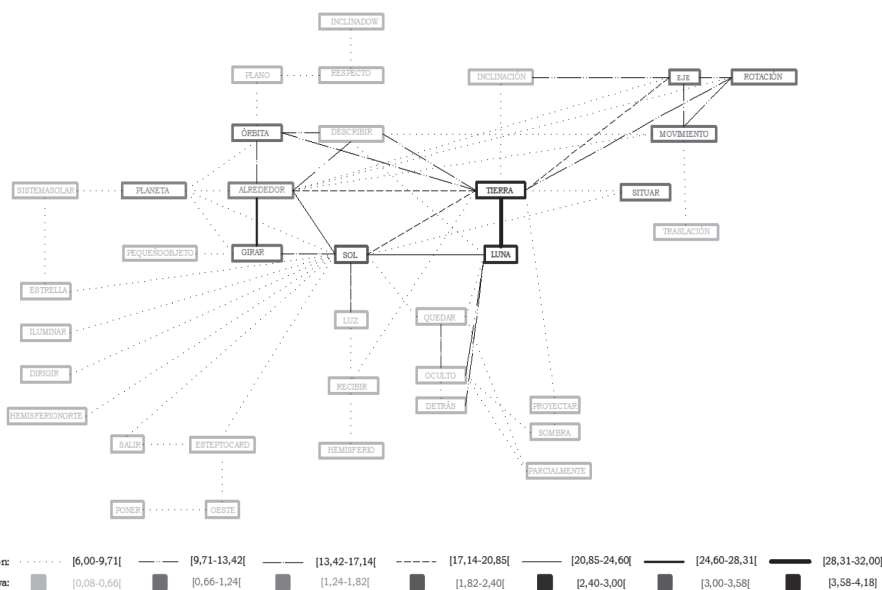 INCLINADOW
PLANO
RESPECTO
INCLINACIÓN
EJE
ROTACIÓN
ÓRBITA
DESCRIBIR
MOVIMIENTO
SISTEMASOLAR
PLANETA
ALREDEDOR
TIERRA
SITUAR
TRASLACIÓN
PEQUEÑOOBJETO
GIRAR
SOL
LUNA
ESTRELLA
LUZ
QUEDAR
ILUMINAR
DIRIGIR
RECIBIR
OCULTO
DETRÁS
PROYECTAR
HEMISFERIONORTE
SOMBRA
SALIR
ESTEPTOCARD
HEMISFERIO
PARCIALMENTE
PONER
OESTE
on: [6,00-9,71[ [9,71-13,42[ [13,42-17,14[ [17,14-20,85[ [20,85-24,60[ [24,60-28,31[ [28,31-32,00]
va: [0,08-0,66[ [0,66-1,24[ [1,24-1,82[ [1,82-2,40[ [2,40-3,00[ [3,00-3,58[ [3,58-4,18]